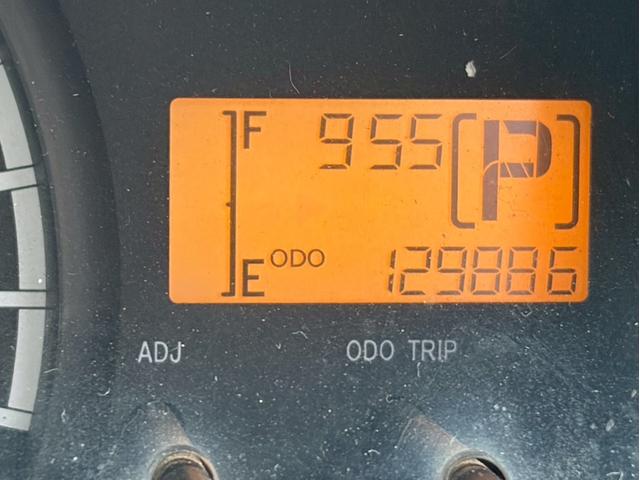 F 955 [P]
E ODO 129886
ADJ ODO TRIP